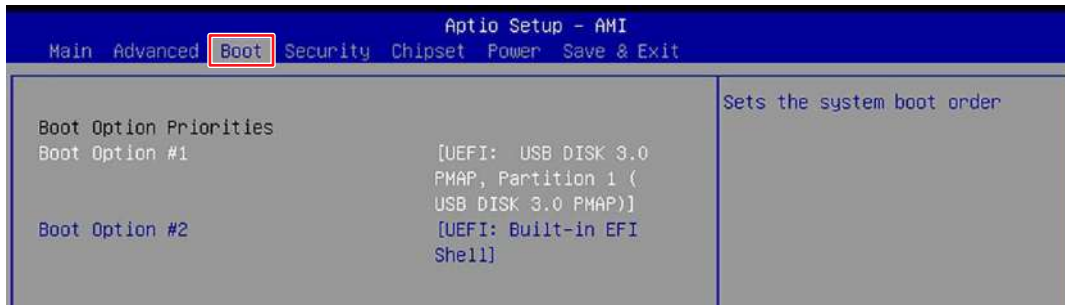 Aptio Setup - AMI
Main Advanced Boot Security Chipset Power Save & Exit
Sets the system boot order
Boot Option Priorities
Boot Option #1 [UEFI: USB DISK 3.0
PMAP, Partition 1 (
USB DISK 3.0 PMAP)]
Boot Option #2 [UEFI: Built-in EFI
Shell]